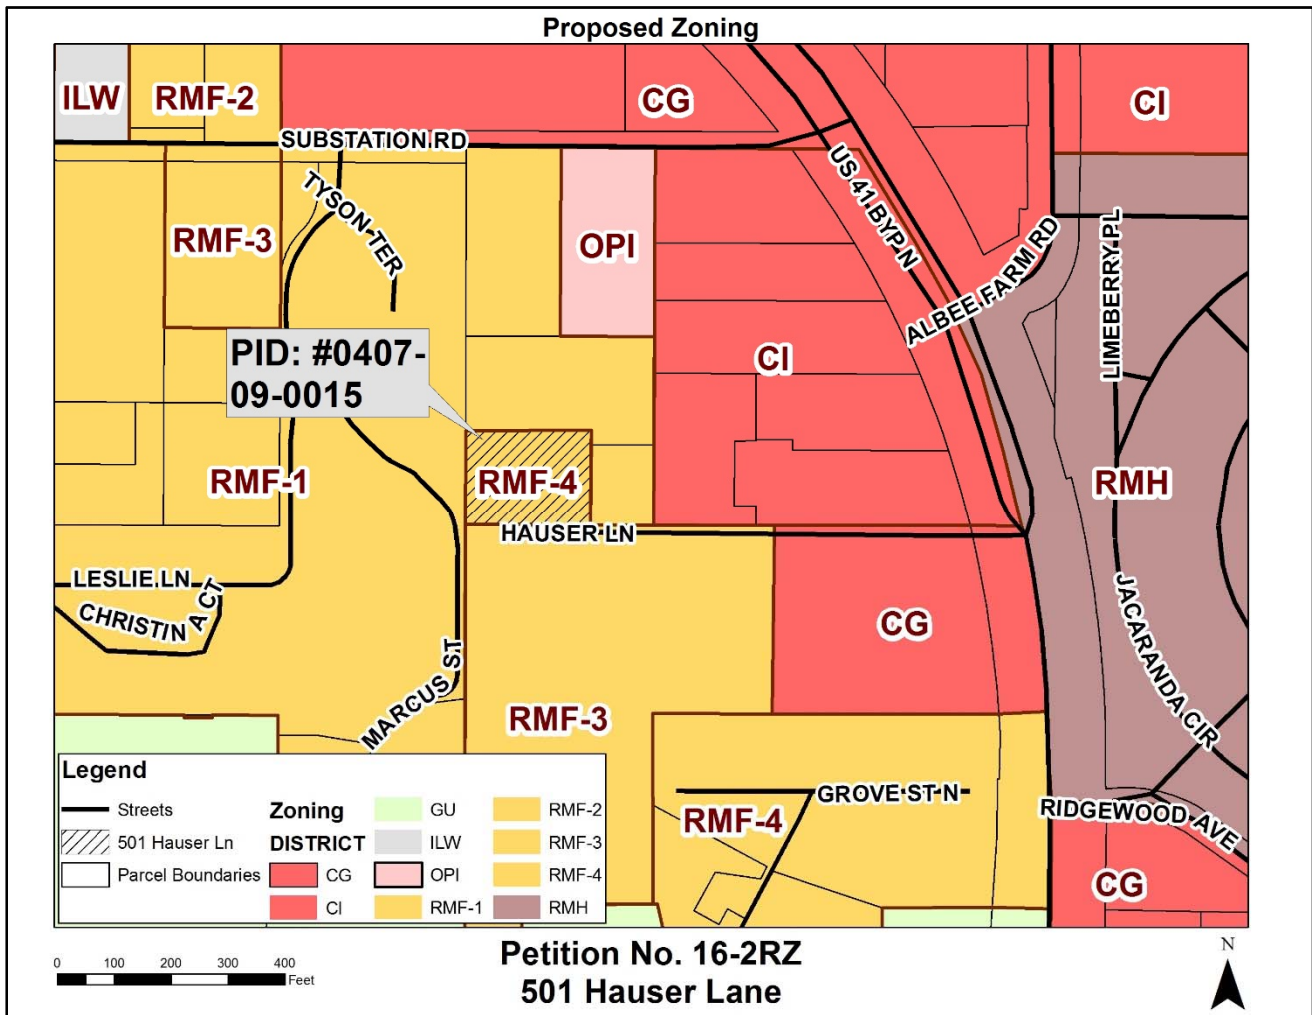 Proposed Zoning
ILW
RMF-2
CG
CI
SUBSTATION RD
TYSON TER
RMF-3
OPI
US 41 BYP N
ALBEE FARM RD
LIMEBERRY PL
PID: #0407-
09-0015
CI
RMF-1
RMF-4
RMH
HAUSER LN
LESLIE LN
CHRISTIN A CT
MARCUS ST
CG
JACARANDA CIR
RMF-3
GROVE ST N
RMF-4
RIDGEWOOD AVE
CG
Legend
Streets
501 Hauser Ln
Parcel Boundaries
Zoning
DISTRICT
CG
CI
GU
ILW
OPI
RMF-1
RMF-2
RMF-3
RMF-4
RMH
0 100 200 300 400
Feet
Petition No. 16-2RZ
501 Hauser Lane
N